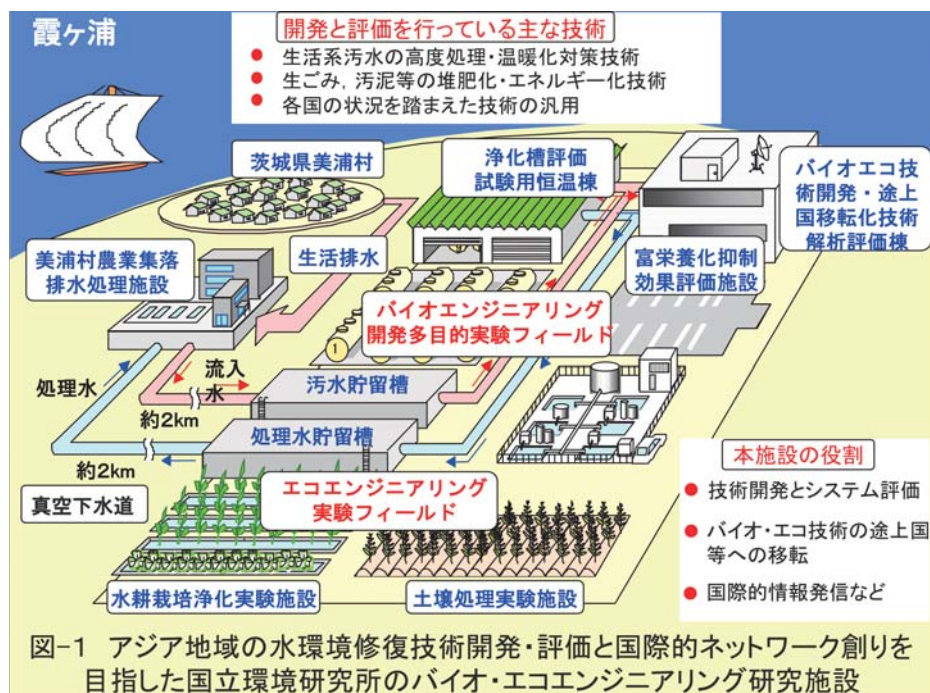 霞ヶ浦
開発と評価を行っている主な技術
● 生活系汚水の高度処理・温暖化対策技術
● 生ごみ,汚泥等の堆肥化・エネルギー化技術
● 各国の状況を踏まえた技術の汎用
茨城県美浦村
浄化槽評価
試験用恒温棟
バイオエコ技
術開発・途上
国移転化技術
解析評価棟
美浦村農業集落
排水処理施設
生活排水
富栄養化抑制
効果評価施設
バイオエンジニアリング
開発多目的実験フィールド
1
処理水
流入
水
汚水貯留槽
約2km
処理水貯留槽
約2km
真空下水道
エコエンジニアリング
実験フィールド
本施設の役割
● 技術開発とシステム評価
● バイオ・エコ技術の途上国
等への移転
● 国際的情報発信など
水耕栽培浄化実験施設
土壌処理実験施設
図-1 アジア地域の水環境修復技術開発・評価と国際的ネットワーク創りを
目指した国立環境研究所のバイオ・エコエンジニアリング研究施設